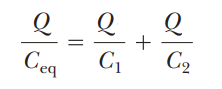 Q/C_eq = Q/C_1 + Q/C_2